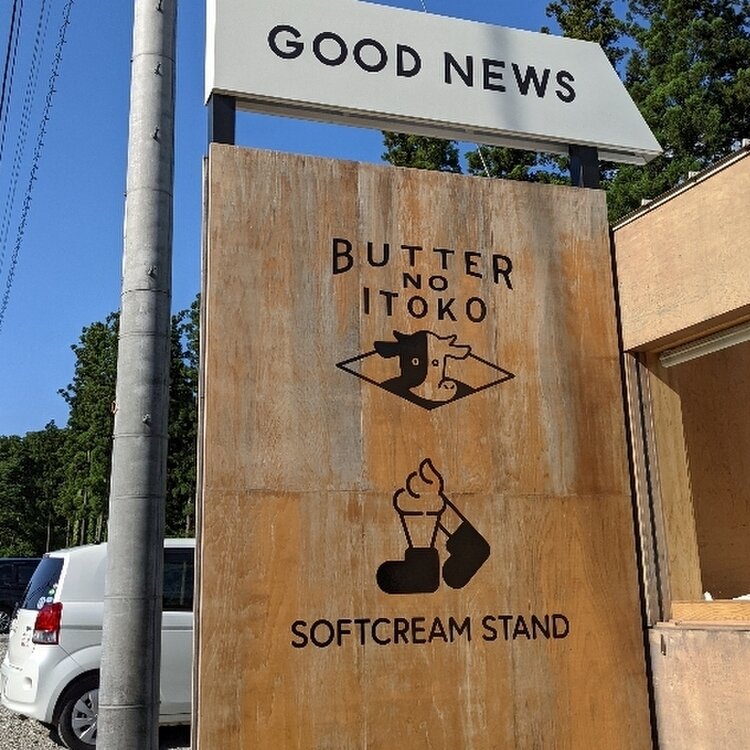 GOOD NEWS
BUTTER
NO
ITOKO
SOFTCREAM STAND